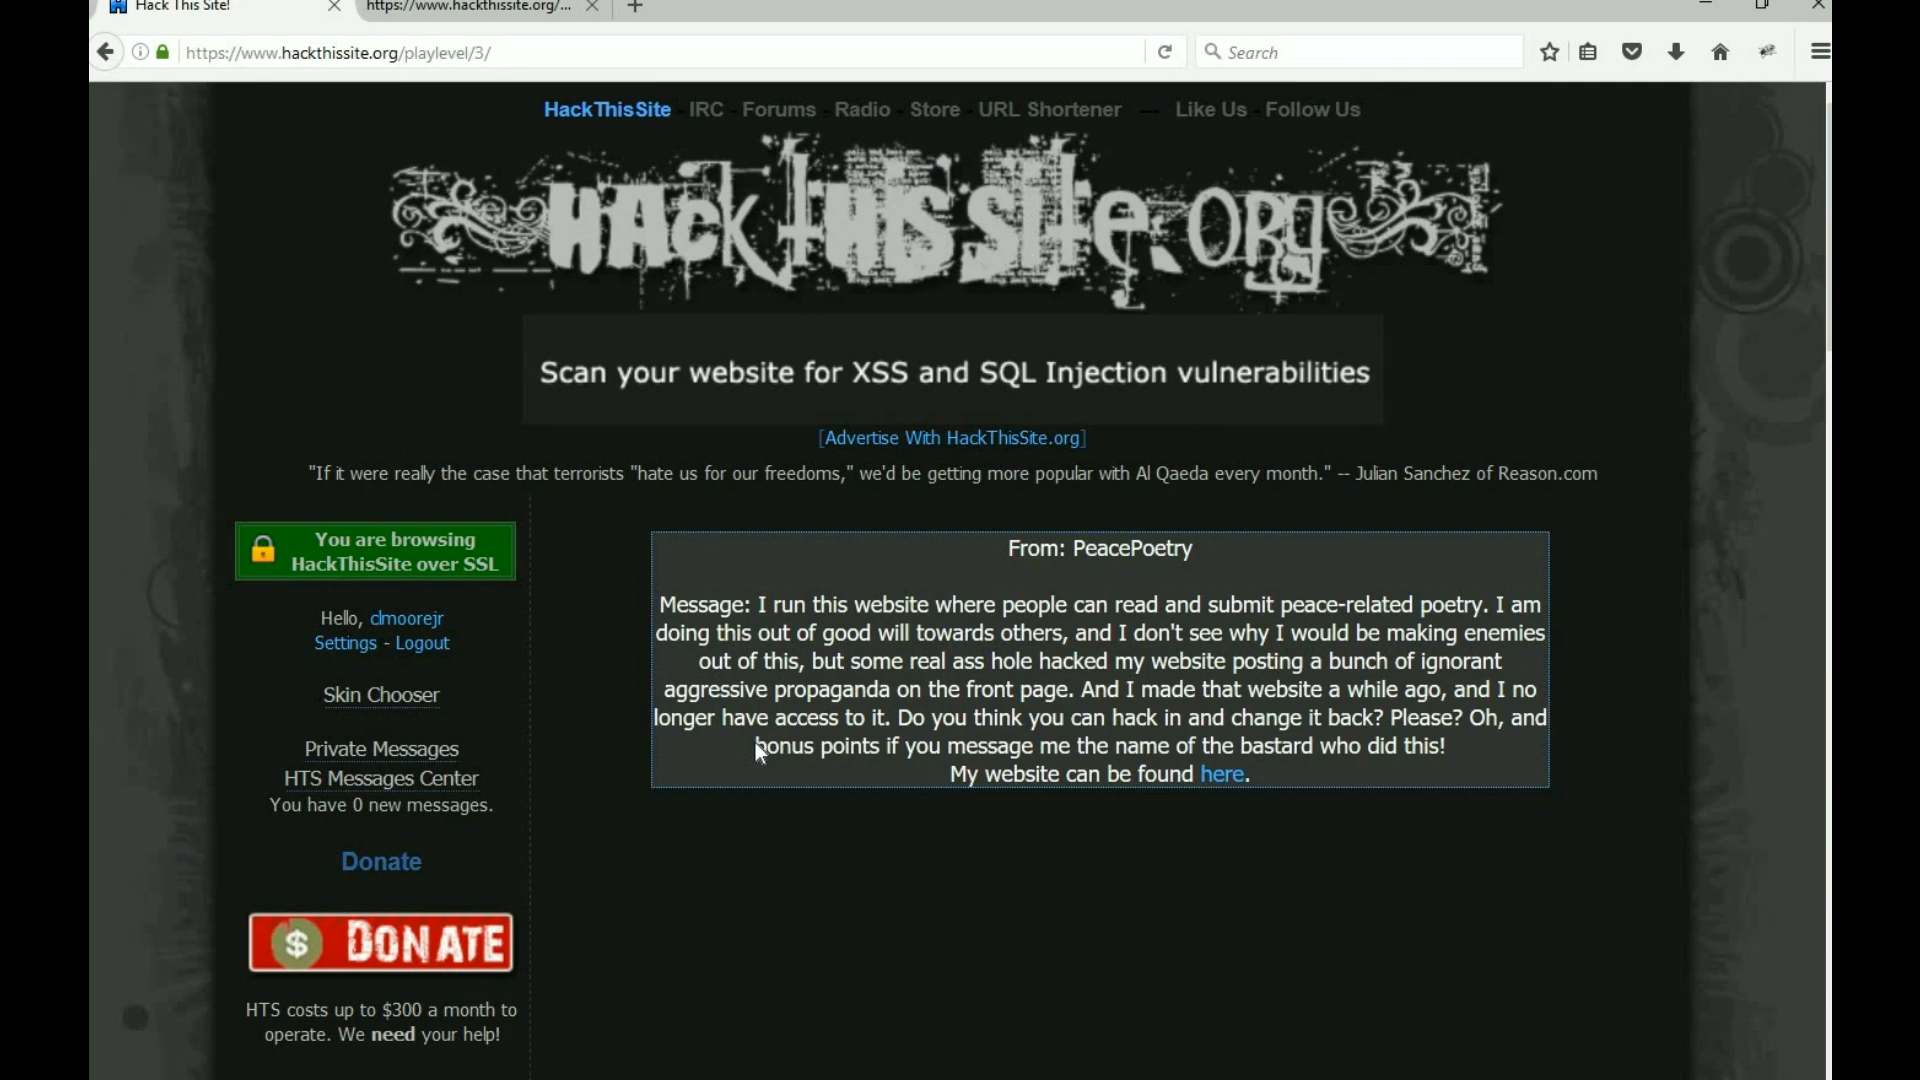 Hack This Site!
https://www.hackthissite.org/...
https://www.hackthissite.org/playlevel/3/
Search
HackThisSite - IRC - Forums - Radio - Store - URL Shortener — Like Us - Follow Us
HACK THIS SITE.ORG
Scan your website for XSS and SQL Injection vulnerabilities
[Advertise With HackThisSite.org]
"If it were really the case that terrorists "hate us for our freedoms," we'd be getting more popular with Al Qaeda every month." -- Julian Sanchez of Reason.com
You are browsing
HackThisSite over SSL
Hello, clmoorejr
Settings - Logout
Skin Chooser
Private Messages
HTS Messages Center
You have 0 new messages.
Donate
$ DONATE
HTS costs up to $300 a month to
operate. We need your help!
From: PeacePoetry
Message: I run this website where people can read and submit peace-related poetry. I am
doing this out of good will towards others, and I don't see why I would be making enemies
out of this, but some real ass hole hacked my website posting a bunch of ignorant
aggressive propaganda on the front page. And I made that website a while ago, and I no
longer have access to it. Do you think you can hack in and change it back? Please? Oh, and
bonus points if you message me the name of the bastard who did this!
My website can be found here.